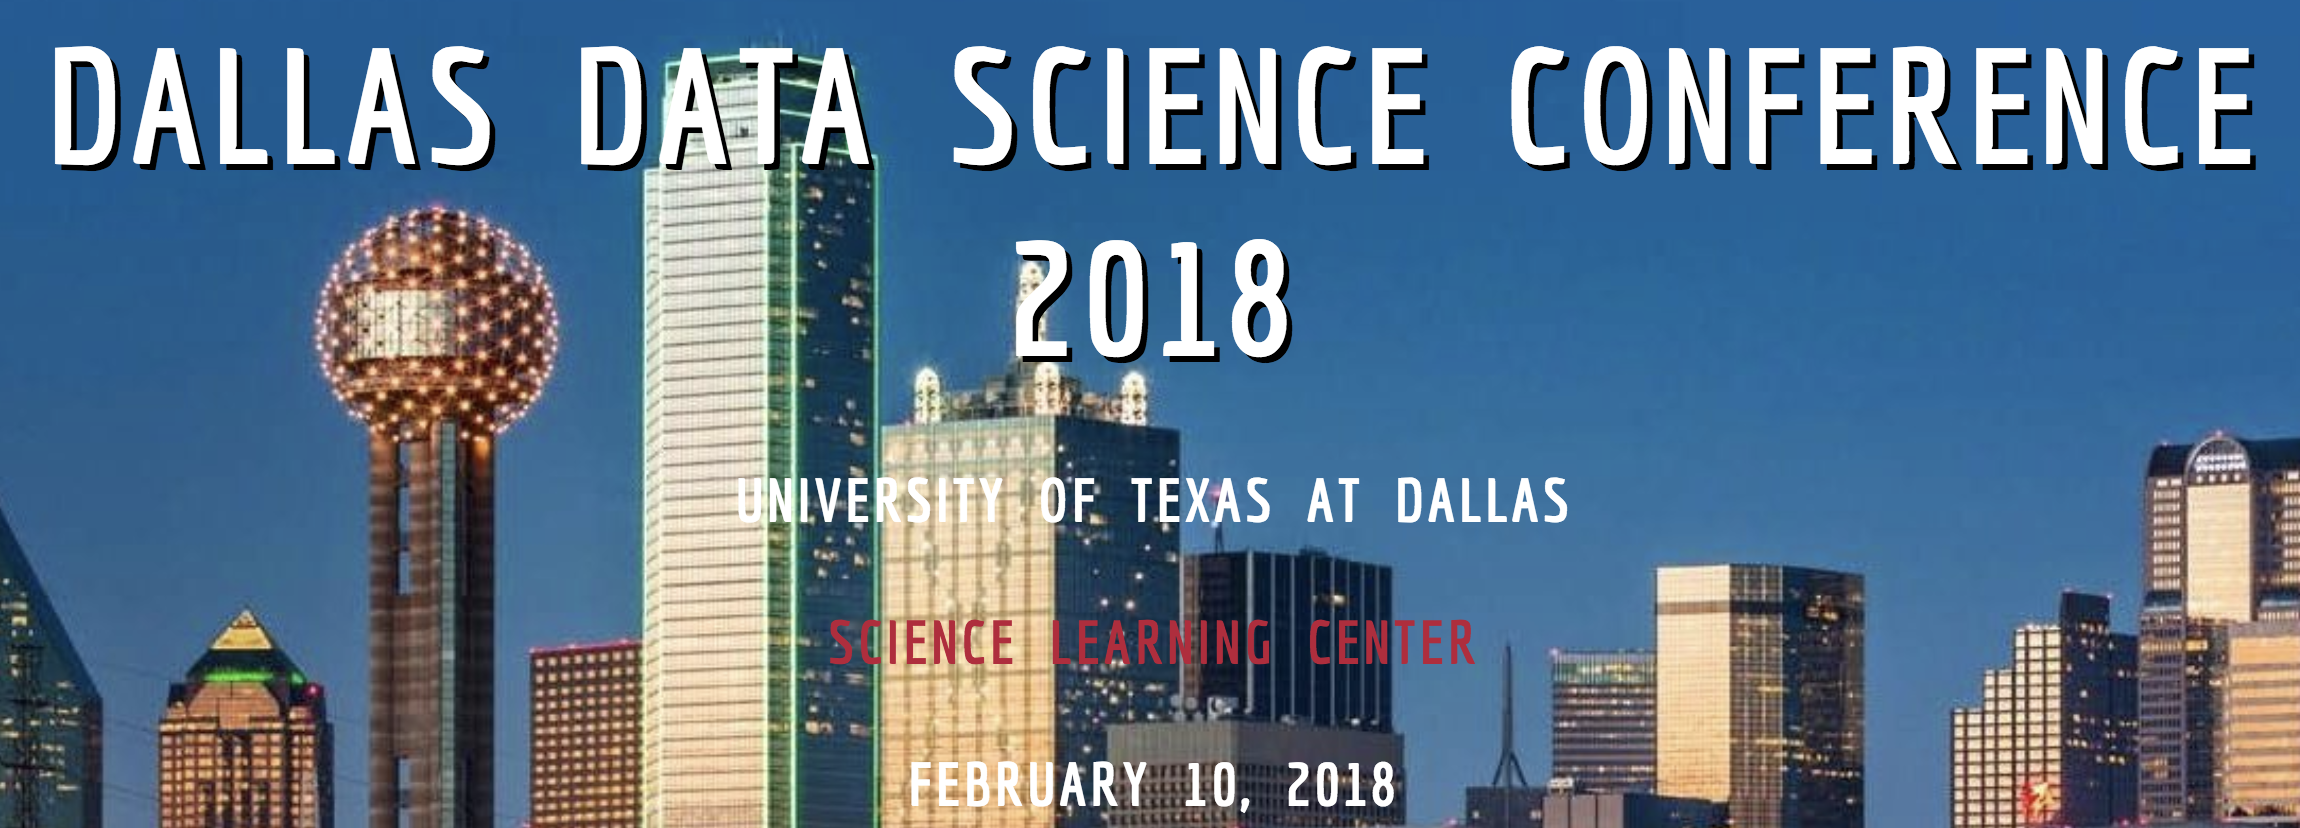 DALLAS DATA SCIENCE CONFERENCE
2018
UNIVERSITY OF TEXAS AT DALLAS
SCIENCE LEARNING CENTER
FEBRUARY 10, 2018